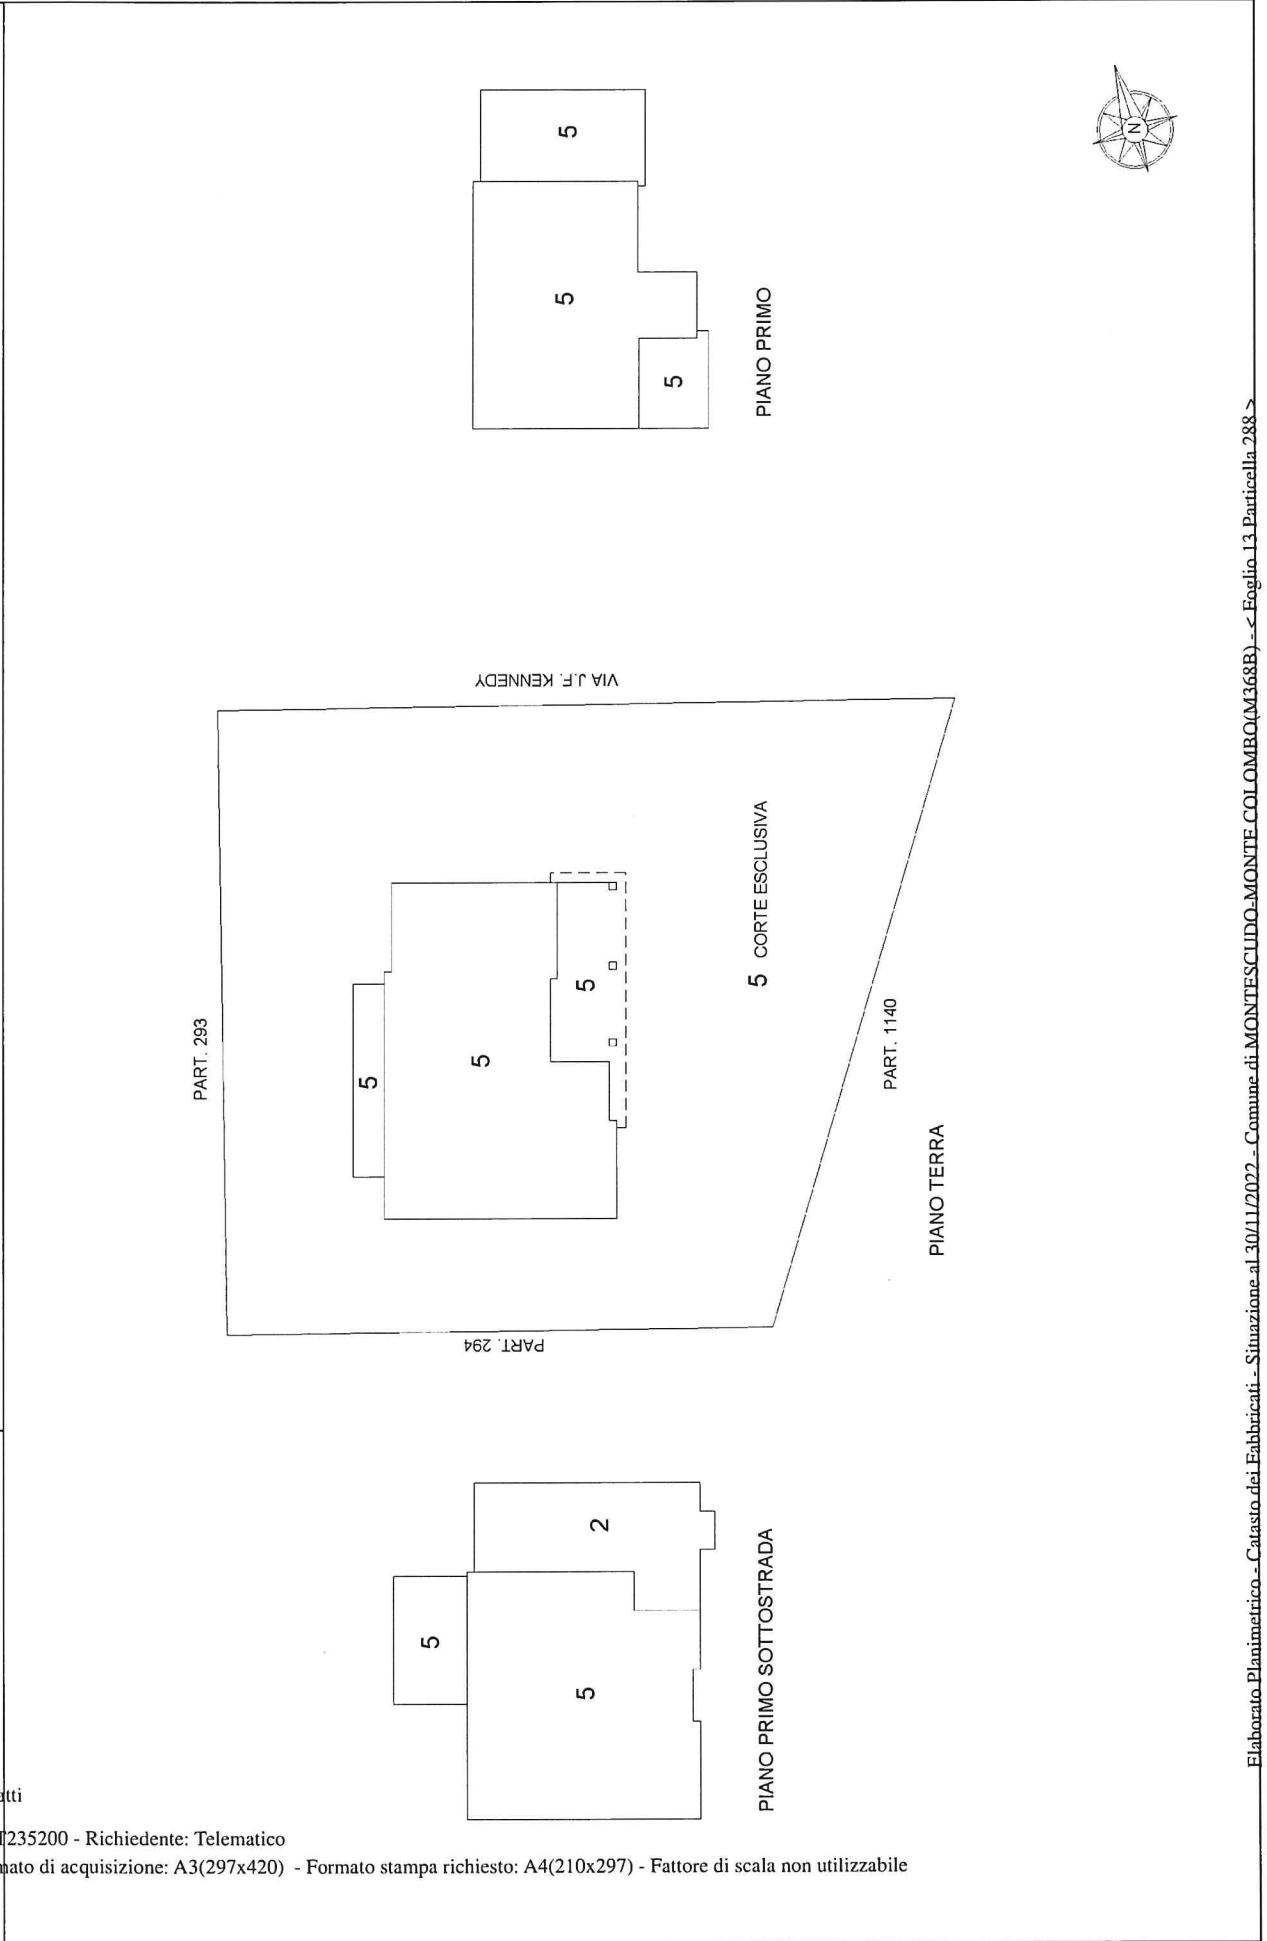 5
5
5
PIANO PRIMO
N
VIA J.F. KENNEDY
PART. 293
5
5
5
5 CORTE ESCLUSIVA
PART. 1140
PART. 294
PIANO TERRA
5
2
5
PIANO PRIMO SOTTOSTRADA
Elaborato Planimetrico - Catasto dei Fabbricati - Situazione al 30/11/2022 - Comune di MONTESCUDO-MONTE COLOMBO(M368B) - < Foglio 13 Particella 288 >
T235200 - Richiedente: Telematico
di acquisizione: A3(297x420) - Formato stampa richiesto: A4(210x297) - Fattore di scala non utilizzabile